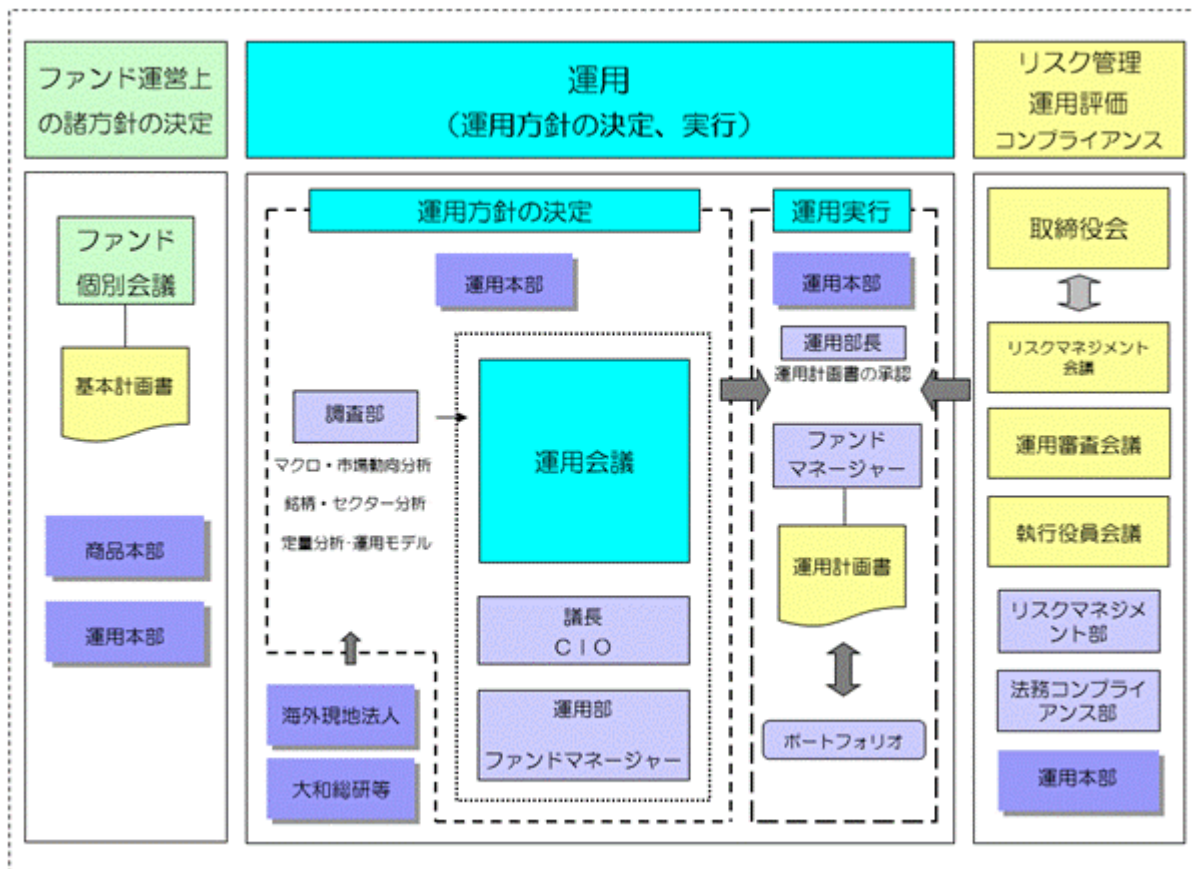 ファンド運営上
の諸方針の決定
運用
（運用方針の決定、実行）
リスク管理
運用評価
コンプライアンス
ファンド
個別会議
基本計画書
商品本部
運用本部
運用方針の決定
運用本部
調査部
マクロ・市場動向分析
銘柄・セクター分析
定量分析・運用モデル
運用会議
議長
ＣＩＯ
運用部
ファンドマネージャー
海外現地法人
大和総研等
運用実行
運用本部
運用部長
運用計画書の承認
ファンド
マネージャー
運用計画書
ポートフォリオ
取締役会
リスクマネジメント
会議
運用審査会議
執行役員会議
リスクマネジメ
ント部
法務コンプライ
アンス部
運用本部